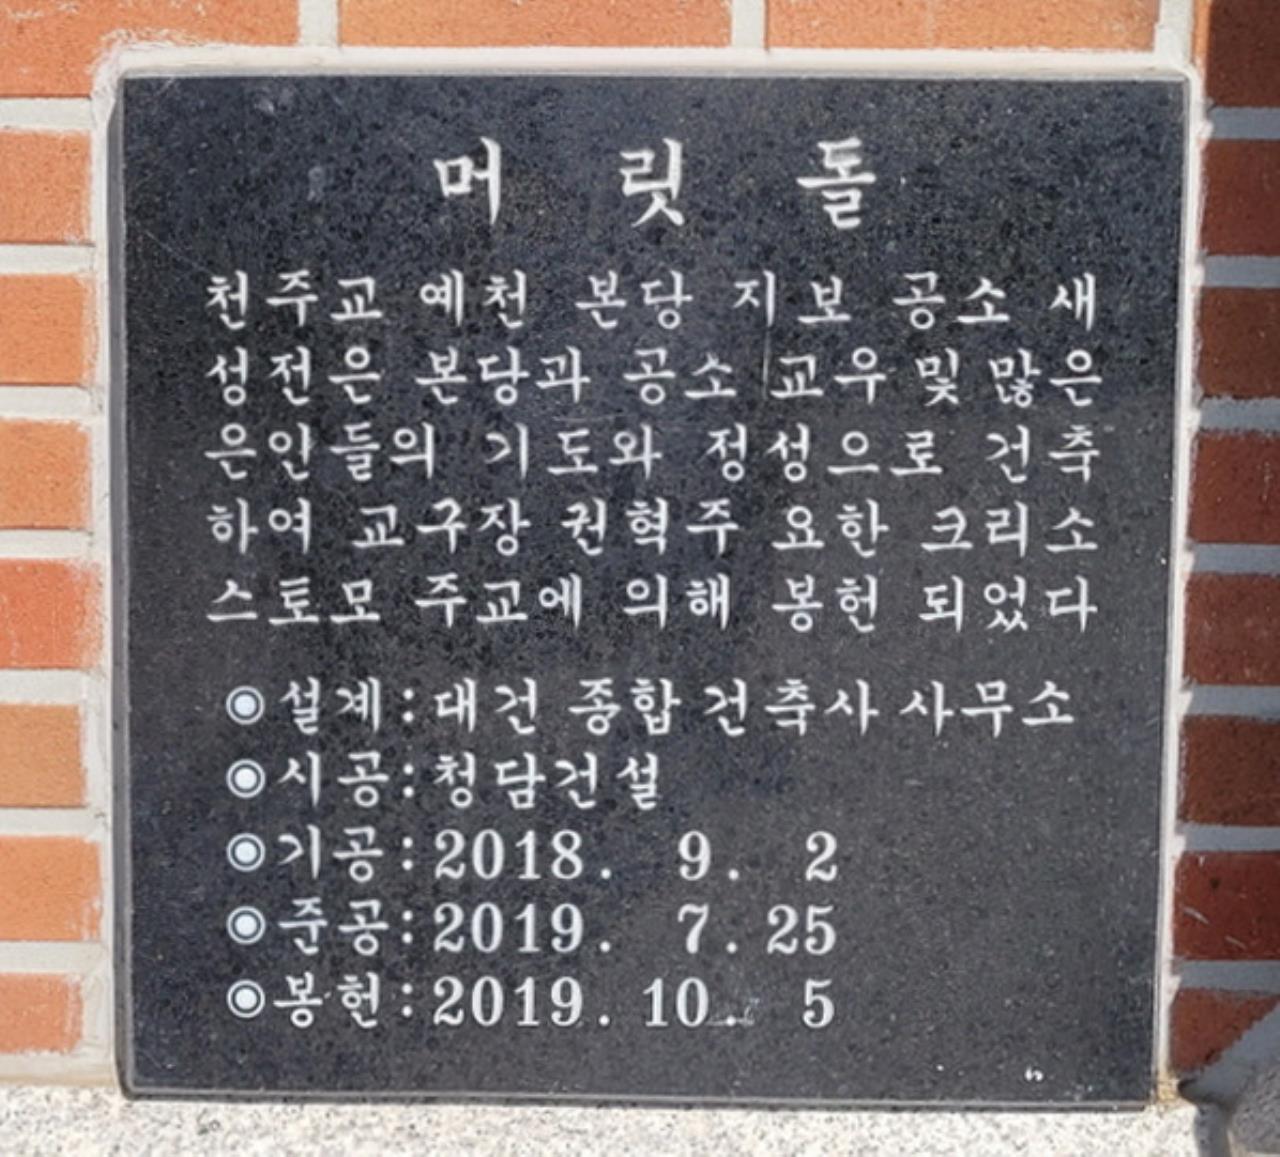 머릿돌
천주교 예천 본당 지보 공소 새
성전은 본당과 공소 교우 및 많은
은인들의 기도와 정성으로 건축
하여 교구장 권혁주 요한 크리소
스토모 주교에 의해 봉헌 되었다
◉설계:대건 종합 건축사 사무소
◉시공:청담건설
◉기공:2018. 9. 2
◉준공:2019. 7. 25
◉봉헌:2019. 10. 5